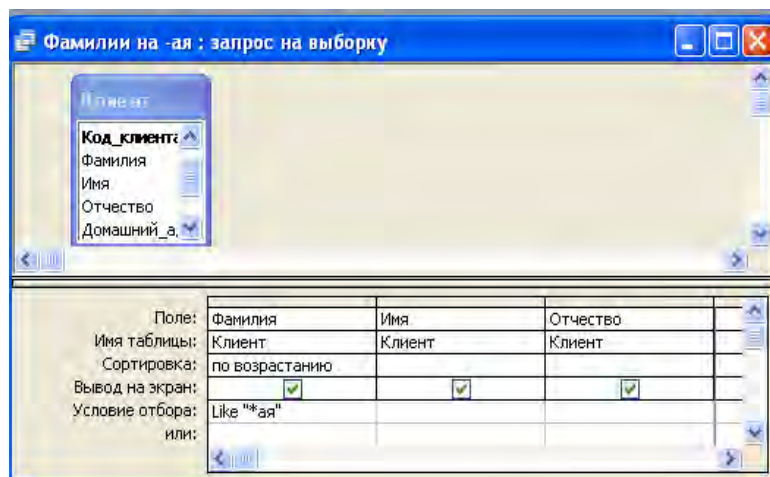 Фамилии на -ая : запрос на выборку
Клиент
Код_клиента
Фамилия
Имя
Отчество
Домашний_а
Поле: Фамилия Имя Отчество
Имя таблицы: Клиент Клиент Клиент
Сортировка: по возрастанию
Вывод на экран:
Условие отбора: Like "*ая"
или: